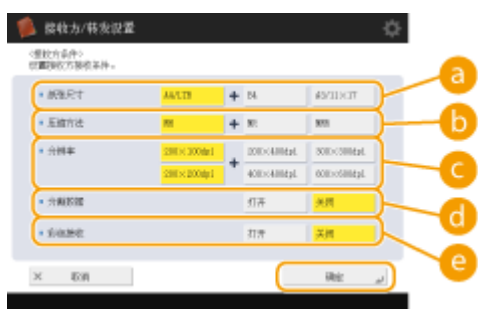 接收方/转发设置
<接收方条件>
设置接收方接收条件。
纸张尺寸 A4/LTR + B4 A3/11×17
a
压缩方法 MH + MR MMR
b
分辨率 200×100dpi + 200×400dpi 300×300dpi
200×200dpi 400×400dpi 600×600dpi
c
分割数据 打开 关闭
d
彩色接收 打开 关闭
e
× 取消 确定